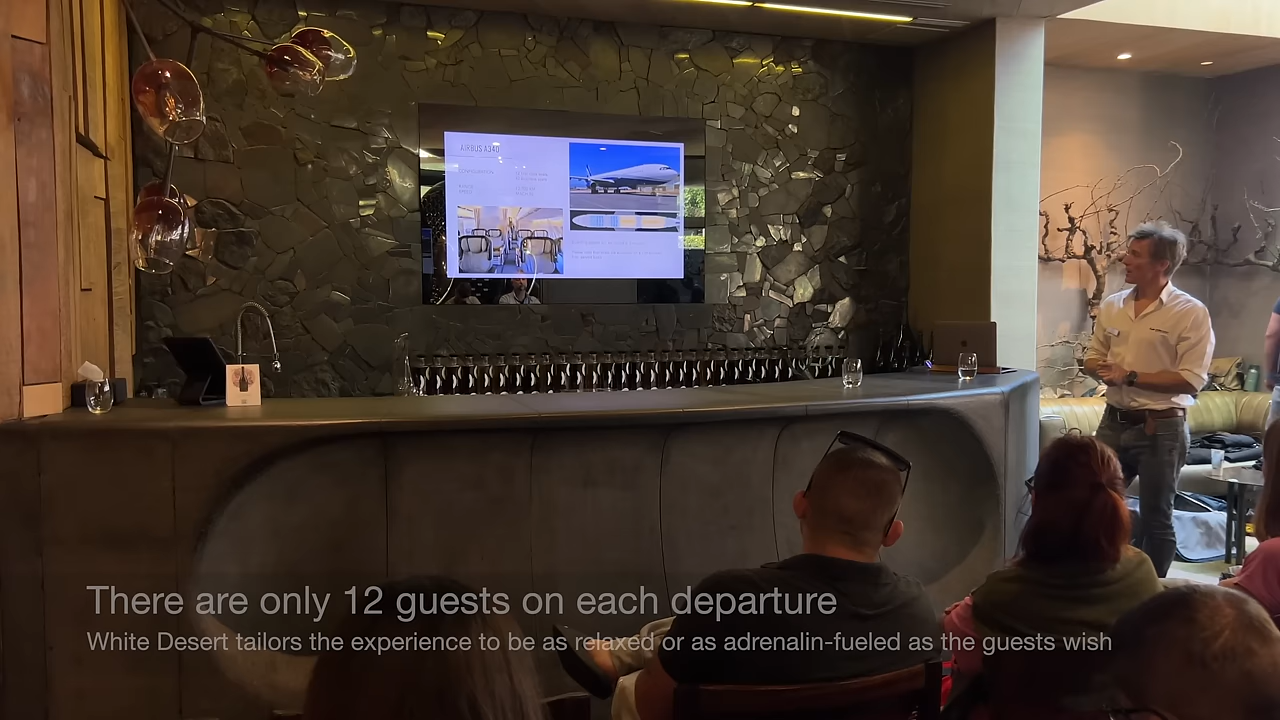 AIRBUS A340
There are only 12 guests on each departure
White Desert tailors the experience to be as relaxed or as adrenalin-fueled as the guests wish